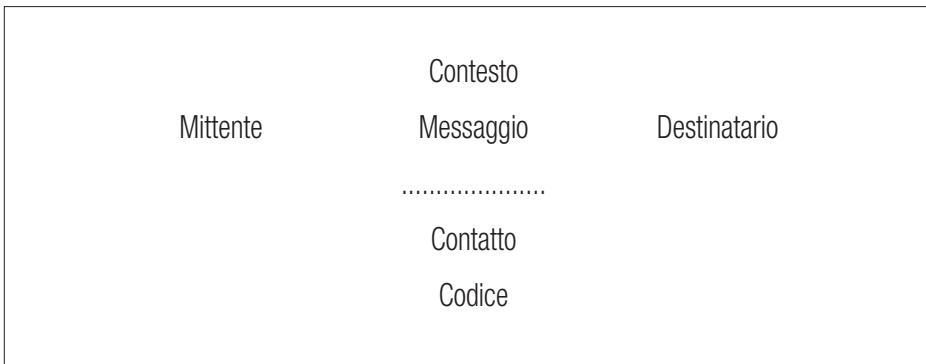 Contesto
Mittente Messaggio Destinatario
.....................
Contatto
Codice